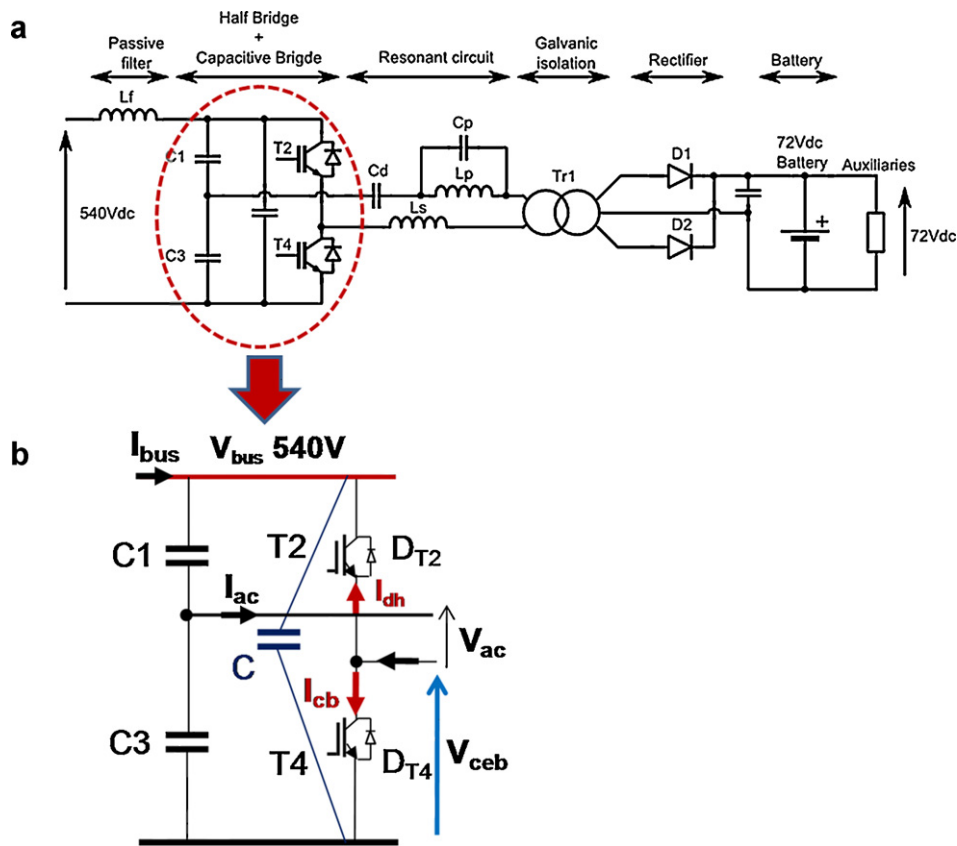 a
Half Bridge
+
Capacitive Brigde
Passive
filter
Resonant circuit
Galvanic
isolation
Rectifier
Battery
Lf
C1
T2
Cd
Cp
Lp
Ls
Tr1
D1
D2
72Vdc
Battery
Auxillaries
540Vdc
C3
T4
+
72Vdc
b
Ibus
Vbus 540V
C1
T2
DT2
Iac
Idh
Vac
C
Icb
C3
T4
DT4
Vceb